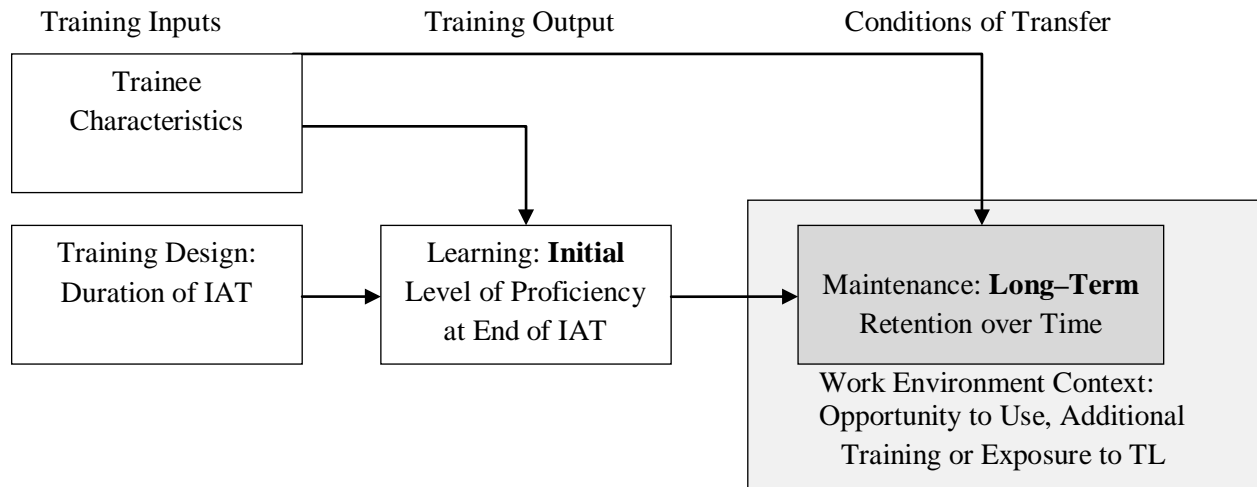 Training Inputs
Training Output
Conditions of Transfer
Trainee
Characteristics
Training Design:
Duration of IAT
Learning: Initial
Level of Proficiency
at End of IAT
Maintenance: Long–Term
Retention over Time
Work Environment Context:
Opportunity to Use, Additional
Training or Exposure to TL